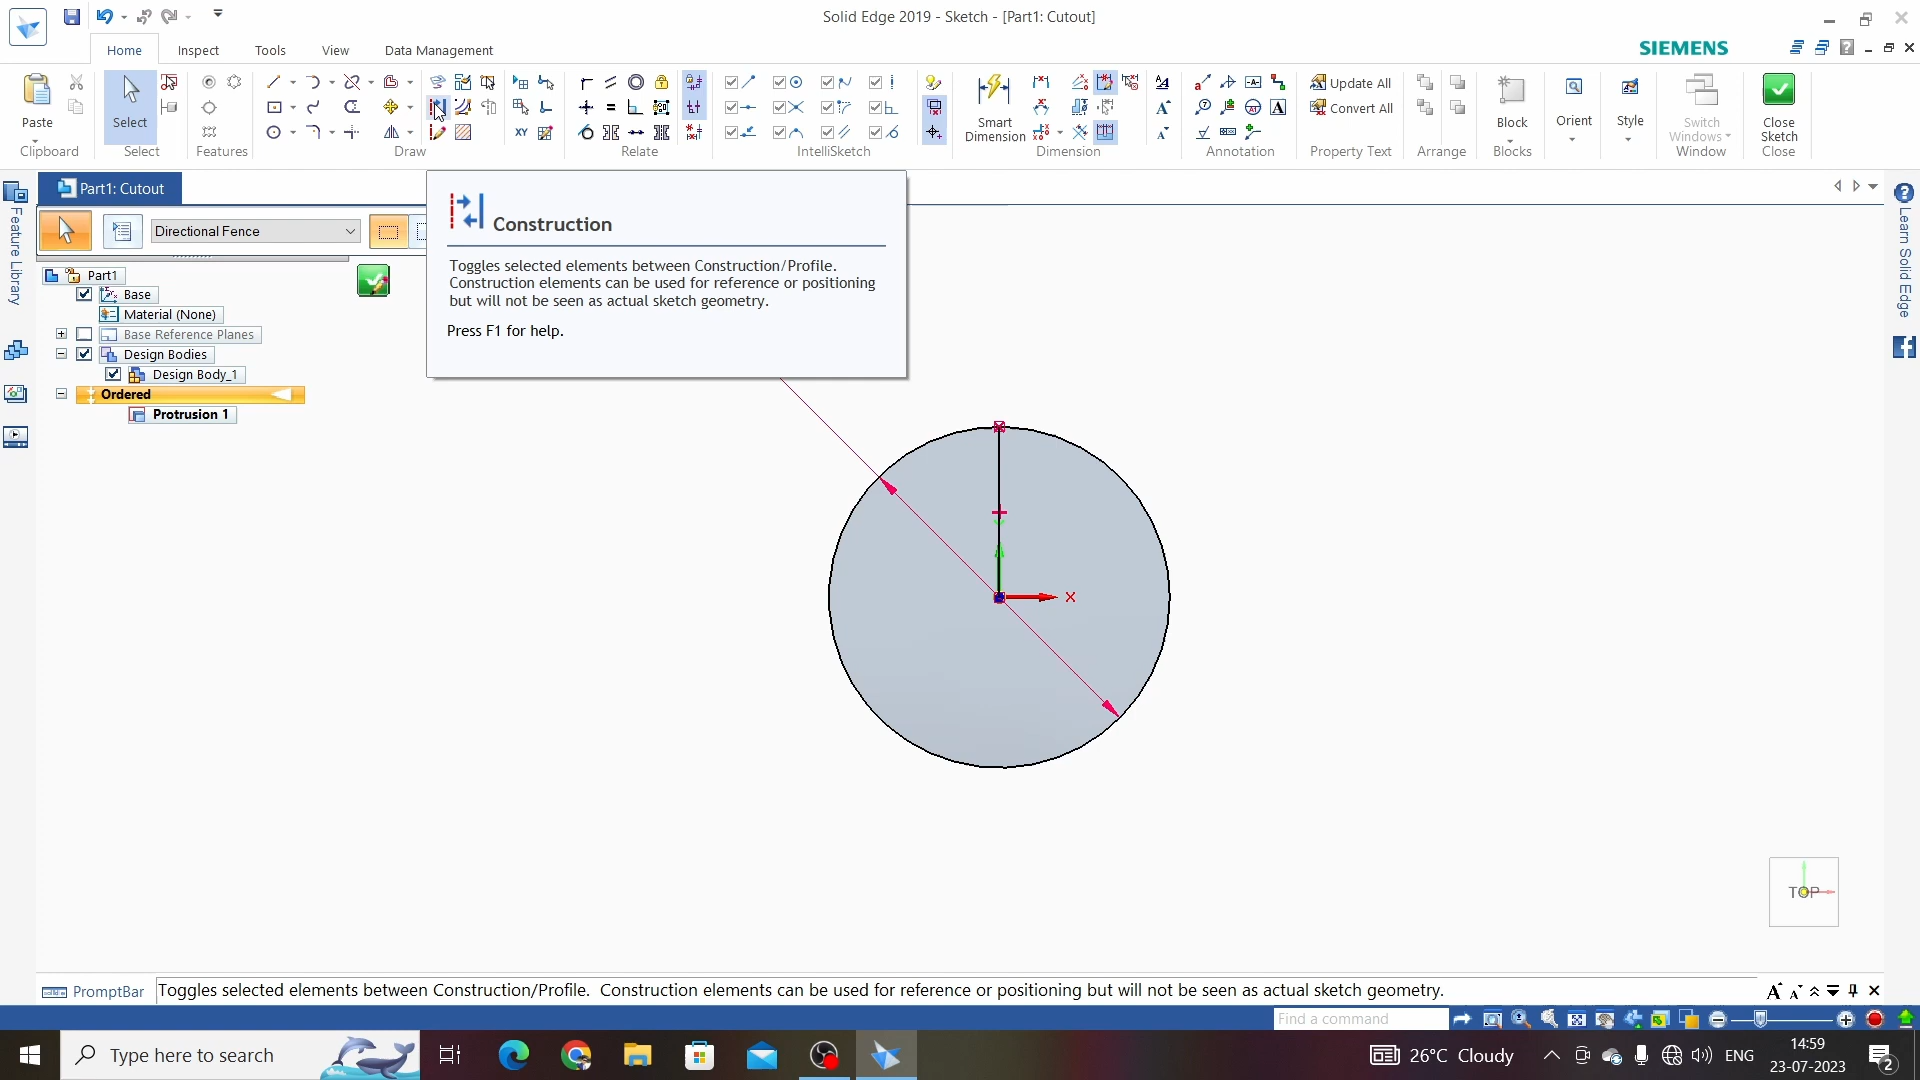 Solid Edge 2019 - Sketch - [Part1: Cutout]
Home
Inspect
Tools
View
Data Management
SIEMENS
Paste
Clipboard
Select
Select
Features
Draw
XY
Relate
IntelliSketch
Smart
Dimension
Dimension
Annotation
Update All
Convert All
Property Text
Arrange
Block
Blocks
Orient
Style
Switch
Windows
Window
Close
Sketch
Close
Part1: Cutout
Directional Fence
Feature Library
Learn Solid Edge
Construction
Toggles selected elements between Construction/Profile.
Construction elements can be used for reference or positioning
but will not be seen as actual sketch geometry.
Press F1 for help.
Part1
Base
Material (None)
Base Reference Planes
Design Bodies
Design Body_1
Ordered
Protrusion 1
X
TOP
PromptBar
Toggles selected elements between Construction/Profile.  Construction elements can be used for reference or positioning but will not be seen as actual sketch geometry.
Find a command
Type here to search
26°C Cloudy
ENG
14:59
23-07-2023
2